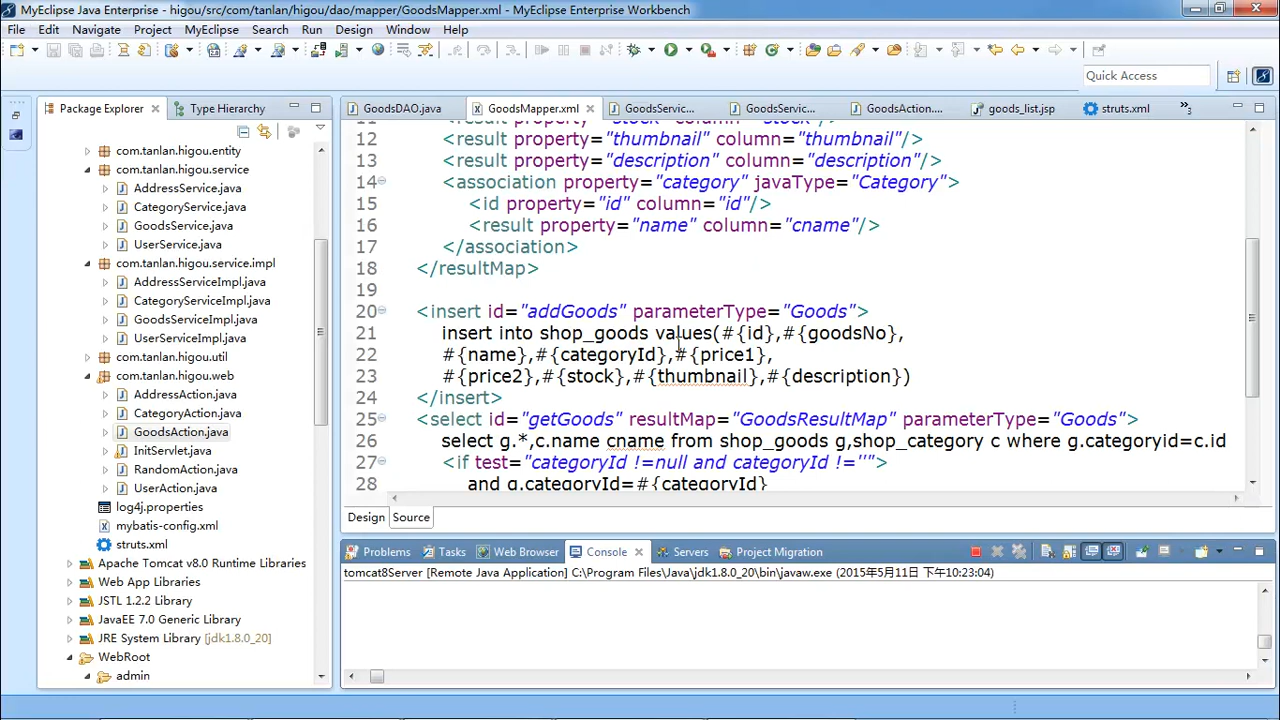 MyEclipse Java Enterprise - higou/src/com/tanlan/higou/dao/mapper/GoodsMapper.xml - MyEclipse Enterprise Workbench
File Edit Navigate Project MyEclipse Search Run Design Window Help
Quick Access
Package Explorer Type Hierarchy
com.tanlan.higou.entity
com.tanlan.higou.service
AddressService.java
CategoryService.java
GoodsService.java
UserService.java
com.tanlan.higou.service.impl
AddressServiceImpl.java
CategoryServiceImpl.java
GoodsServiceImpl.java
UserServiceImpl.java
com.tanlan.higou.util
com.tanlan.higou.web
AddressAction.java
CategoryAction.java
GoodsAction.java
InitServlet.java
RandomAction.java
UserAction.java
log4j.properties
mybatis-config.xml
struts.xml
Apache Tomcat v8.0 Runtime Libraries
Web App Libraries
JSTL 1.2.2 Library
JavaEE 7.0 Generic Library
JRE System Library [jdk1.8.0_20]
WebRoot
admin
GoodsDAO.java GoodsMapper.xml GoodsServic... GoodsServic... GoodsAction.... goods_list.jsp struts.xml
11 <result property="stock" column="stock"/>
12 <result property="thumbnail" column="thumbnail"/>
13 <result property="description" column="description"/>
14 <association property="category" javaType="Category">
15 <id property="id" column="id"/>
16 <result property="name" column="cname"/>
17 </association>
18 </resultMap>
19
20 <insert id="addGoods" parameterType="Goods">
21 insert into shop_goods values(#{id},#{goodsNo},
22 #{name},#{categoryId},#{price1},
23 #{price2},#{stock},#{thumbnail},#{description})
24 </insert>
25 <select id="getGoods" resultMap="GoodsResultMap" parameterType="Goods">
26 select g.*,c.name cname from shop_goods g,shop_category c where g.categoryid=c.id
27 <if test="categoryId !=null and categoryId !=''">
28 and g.categoryId=#{categoryId}
Design Source
Problems Tasks Web Browser Console Servers Project Migration
tomcat8Server [Remote Java Application] C:\Program Files\Java\jdk1.8.0_20\bin\javaw.exe (2015年5月11日 下午10:23:04)